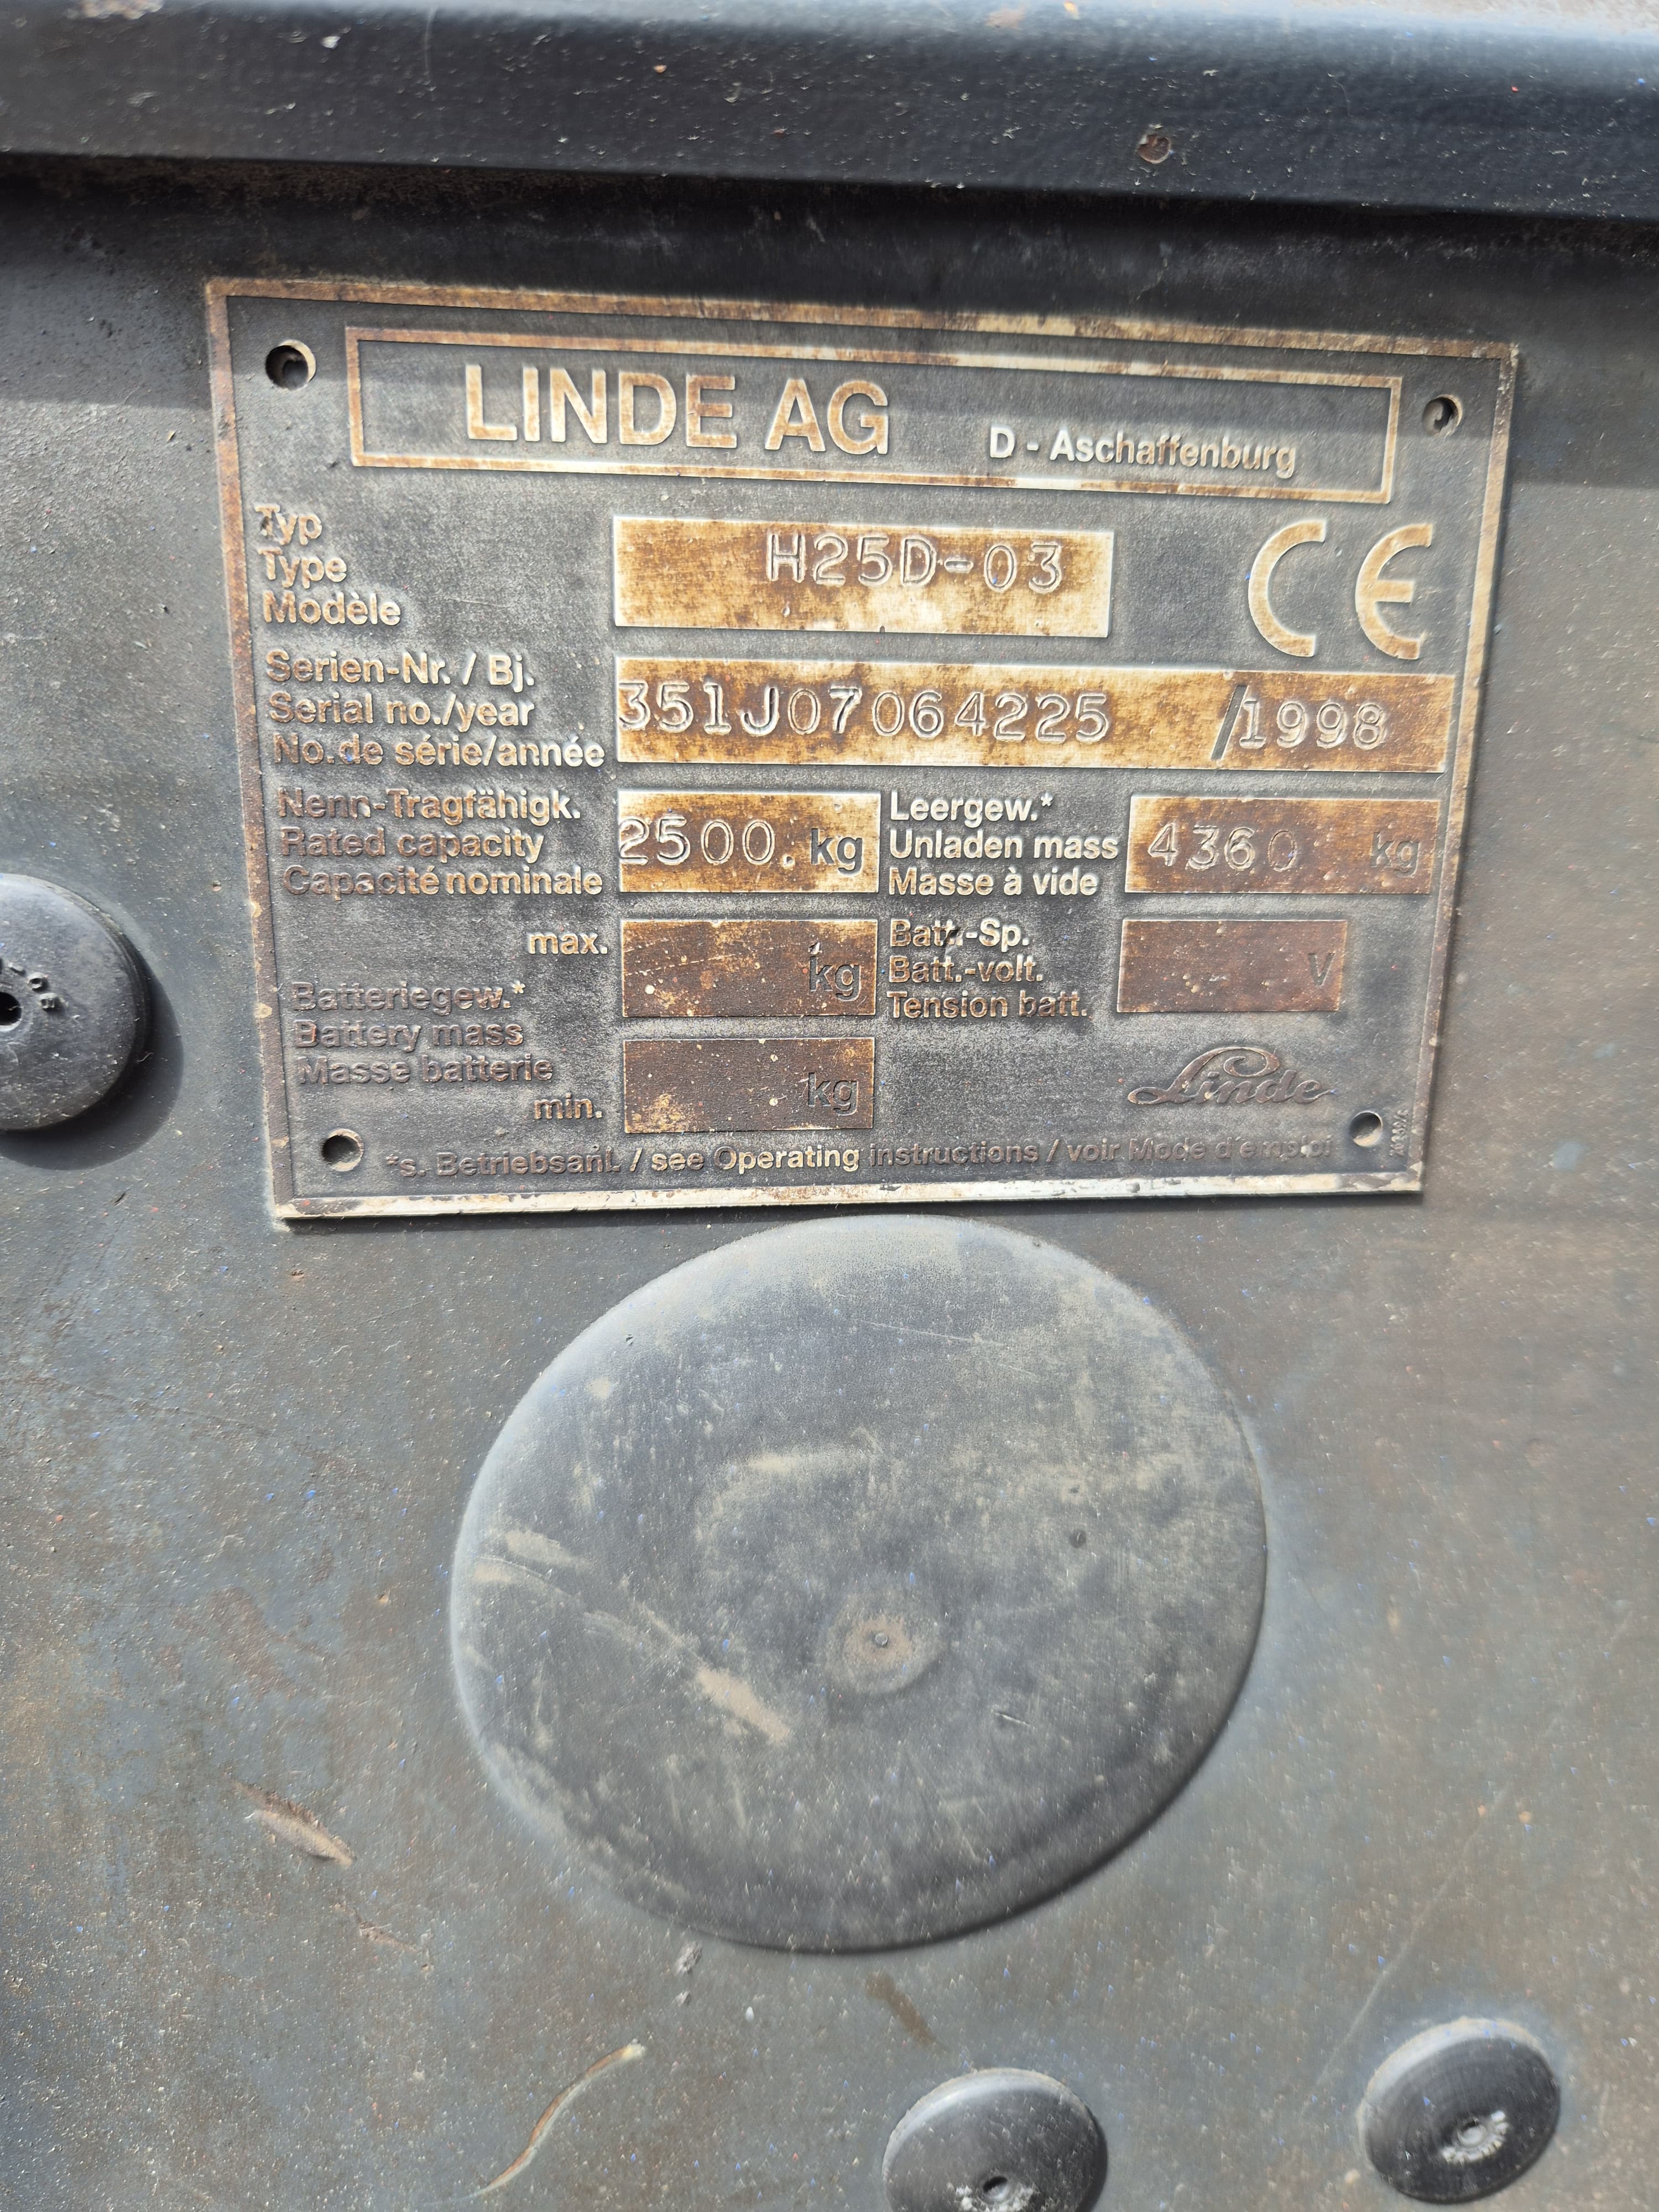 LINDE AG D - Aschaffenburg
Typ
Type H25D-03 CE
Modèle
Serien-Nr. / Bj.
Serial no./year 351J07064225 /1998
No.de série/année
Nenn-Tragfähigk. Leergew.*
Rated capacity 2500 kg Unladen mass 4360 kg
Capacité nominale Masse à vide
max. kg Batt.-Sp.
Batt.-volt. V
Batteriegew.* Tension batt.
Battery mass
Masse batterie kg Linde
min.
*s. Betriebsanl. / see Operating instructions / voir Mode d'emploi